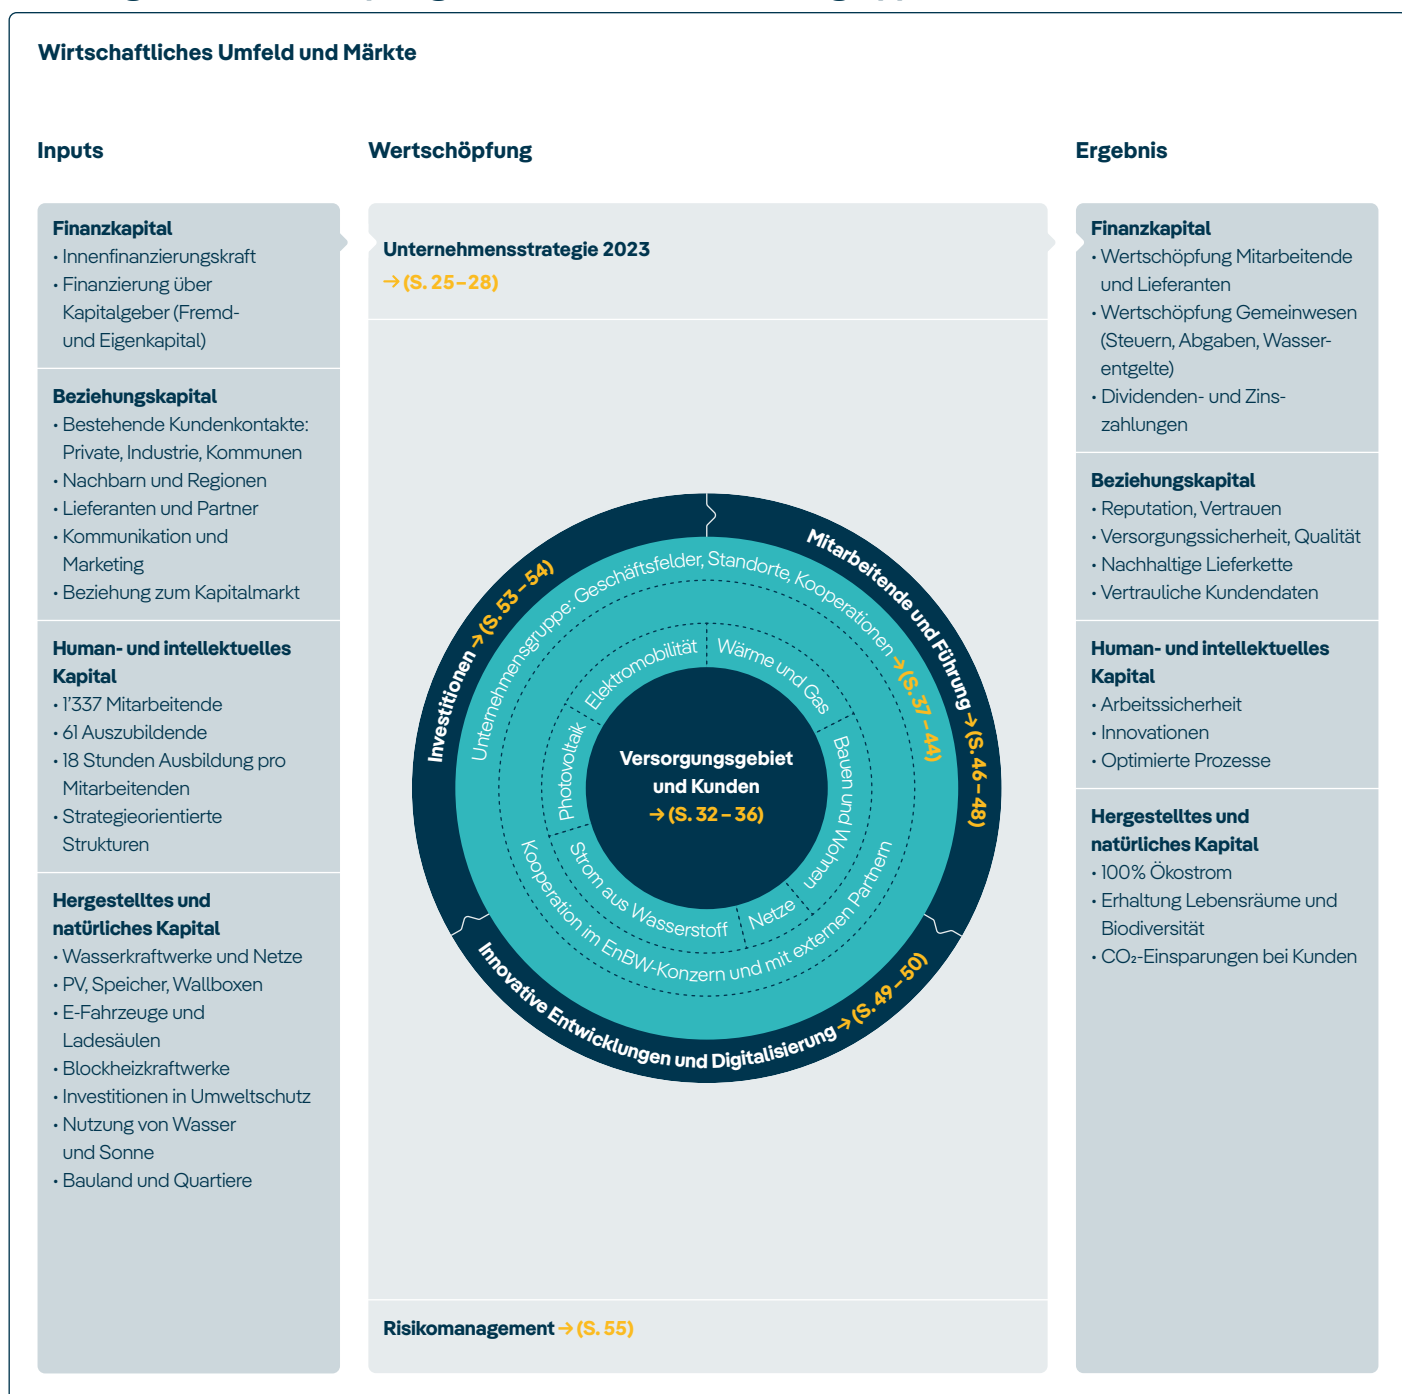 Wirtschaftliches Umfeld und Märkte
Inputs
Finanzkapital
· Innenfinanzierungskraft
· Finanzierung über
Kapitalgeber (Fremd-
und Eigenkapital)
Beziehungskapital
· Bestehende Kundenkontakte:
Private, Industrie, Kommunen
· Nachbarn und Regionen
· Lieferanten und Partner
· Kommunikation und
Marketing
· Beziehung zum Kapitalmarkt
Human- und intellektuelles
Kapital
· 1’337 Mitarbeitende
· 61 Auszubildende
· 18 Stunden Ausbildung pro
Mitarbeitenden
· Strategieorientierte
Strukturen
Hergestelltes und
natürliches Kapital
· Wasserkraftwerke und Netze
· PV, Speicher, Wallboxen
· E-Fahrzeuge und
Ladesäulen
· Blockheizkraftwerke
· Investitionen in Umweltschutz
· Nutzung von Wasser
und Sonne
· Bauland und Quartiere
Wertschöpfung
Unternehmensstrategie 2023
→ (S. 25 – 28)
Investitionen → (S. 53 – 54)
Mitarbeitende und Führung → (S. 46 – 48)
Innovative Entwicklungen und Digitalisierung → (S. 49 – 50)
Unternehmensgruppe: Geschäftsfelder, Standorte, Kooperationen → (S. 37 – 44)
Kooperation im EnBW-Konzern und mit externen Partnern
Elektromobilität
Wärme und Gas
Bauen und Wohnen
Netze
Strom aus Wasserstoff
Photovoltaik
Versorgungsgebiet
und Kunden
→ (S. 32 – 36)
Risikomanagement → (S. 55)
Ergebnis
Finanzkapital
· Wertschöpfung Mitarbeitende
und Lieferanten
· Wertschöpfung Gemeinwesen
(Steuern, Abgaben, Wasser-
entgelte)
· Dividenden- und Zins-
zahlungen
Beziehungskapital
· Reputation, Vertrauen
· Versorgungssicherheit, Qualität
· Nachhaltige Lieferkette
· Vertrauliche Kundendaten
Human- und intellektuelles
Kapital
· Arbeitssicherheit
· Innovationen
· Optimierte Prozesse
Hergestelltes und
natürliches Kapital
· 100% Ökostrom
· Erhaltung Lebensräume und
Biodiversität
· CO₂-Einsparungen bei Kunden